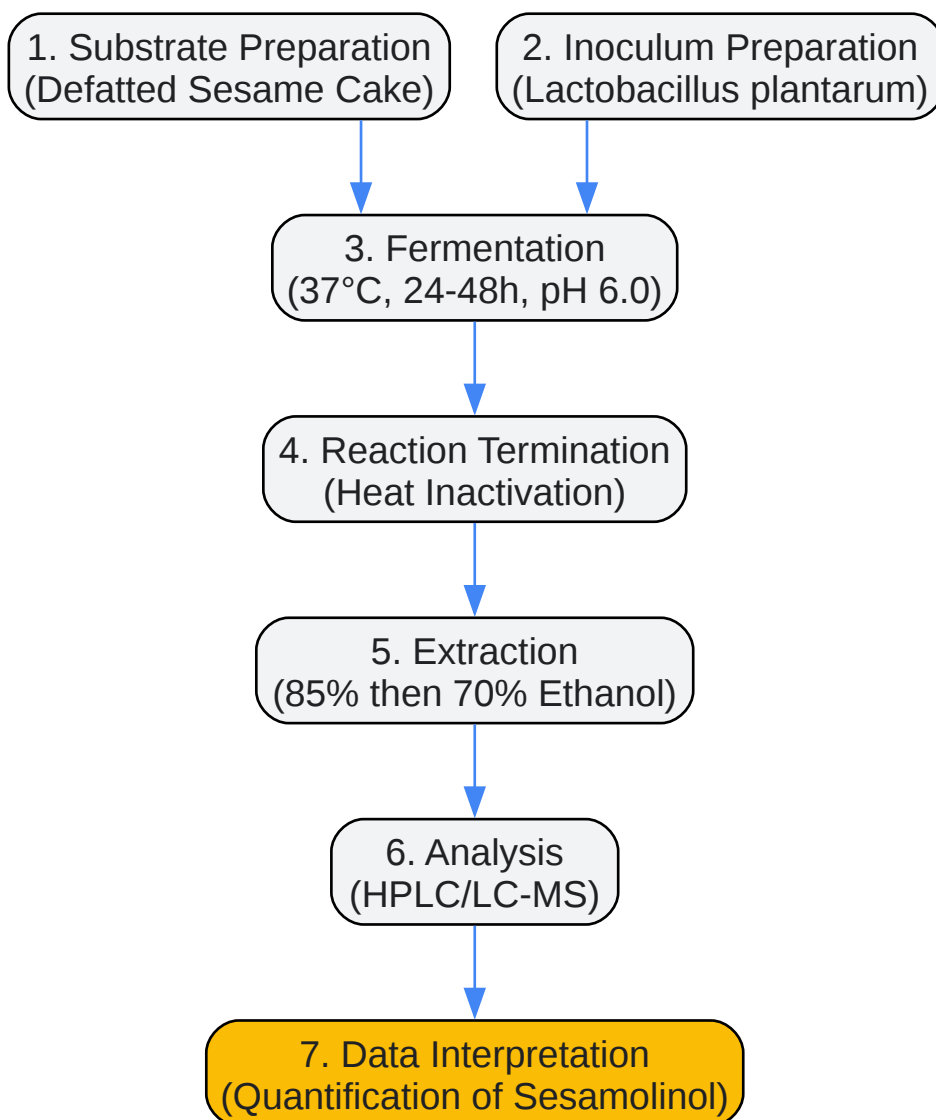 1. Substrate Preparation
(Defatted Sesame Cake)
2. Inoculum Preparation
(Lactobacillus plantarum)
3. Fermentation
(37°C, 24-48h, pH 6.0)
4. Reaction Termination
(Heat Inactivation)
5. Extraction
(85% then 70% Ethanol)
6. Analysis
(HPLC/LC-MS)
7. Data Interpretation
(Quantification of Sesamolinol)